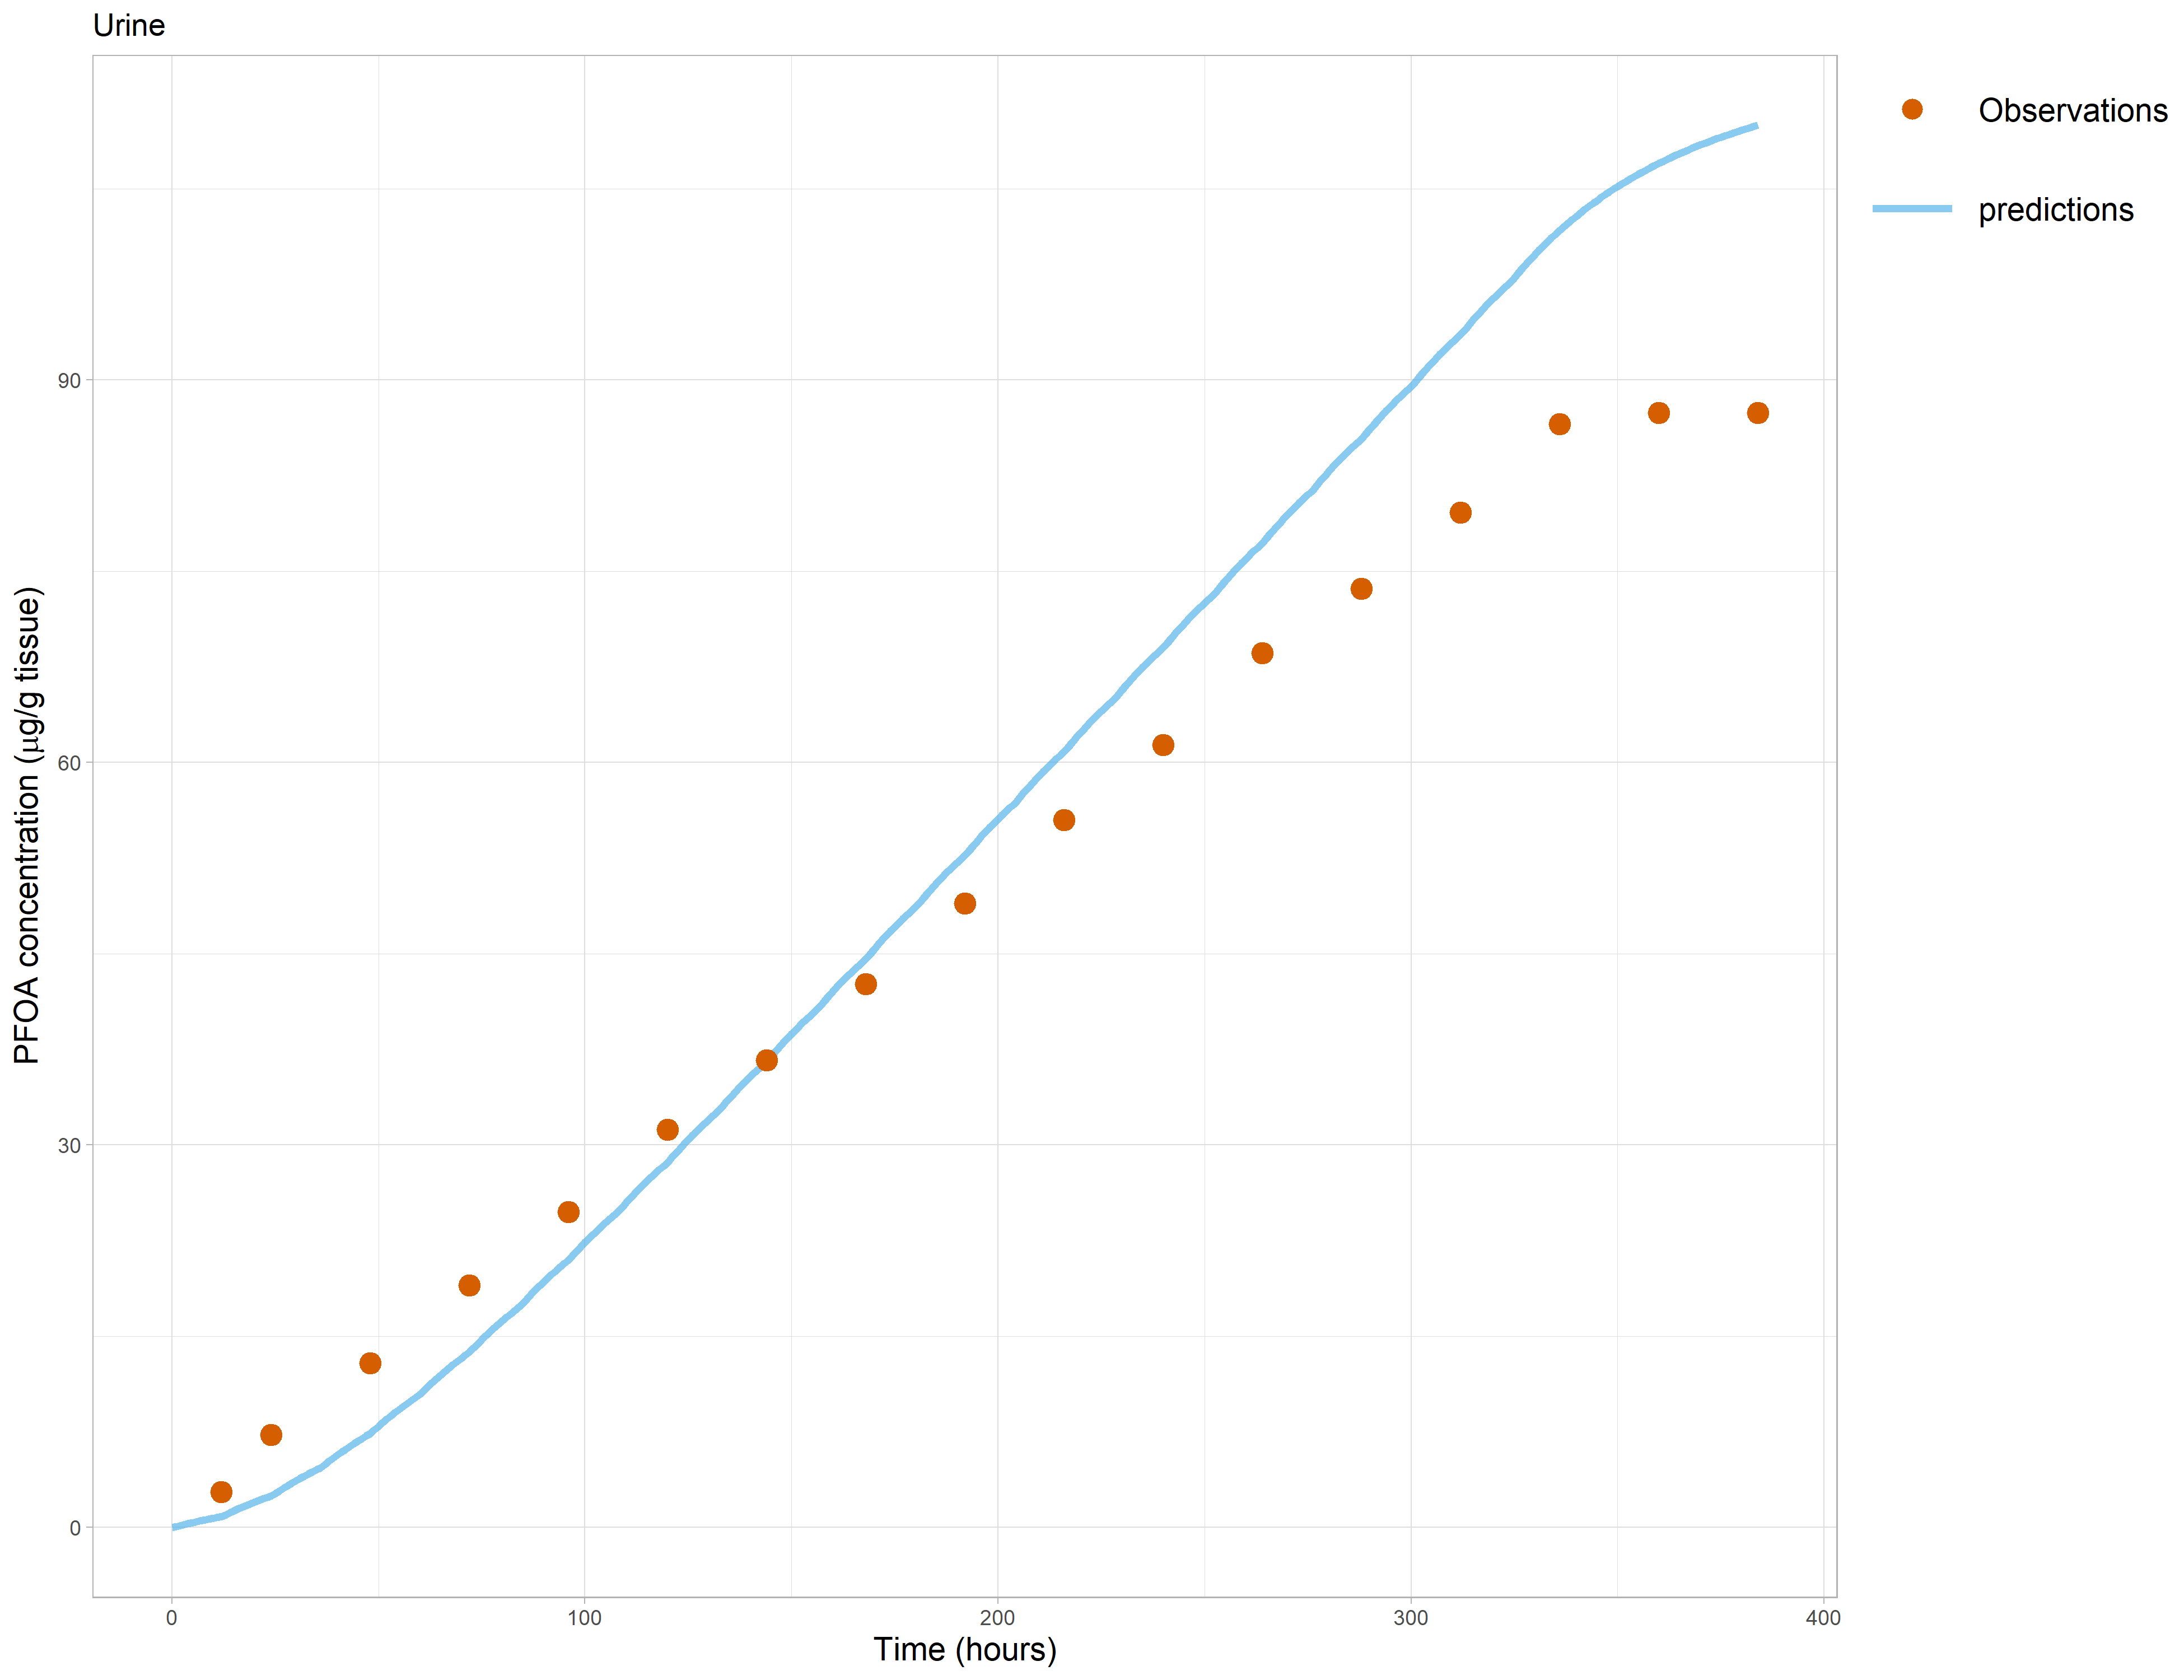 Urine
PFOA concentration (μg/g tissue)
90
60
30
0
0 100 200 300 400
Time (hours)
Observations
predictions